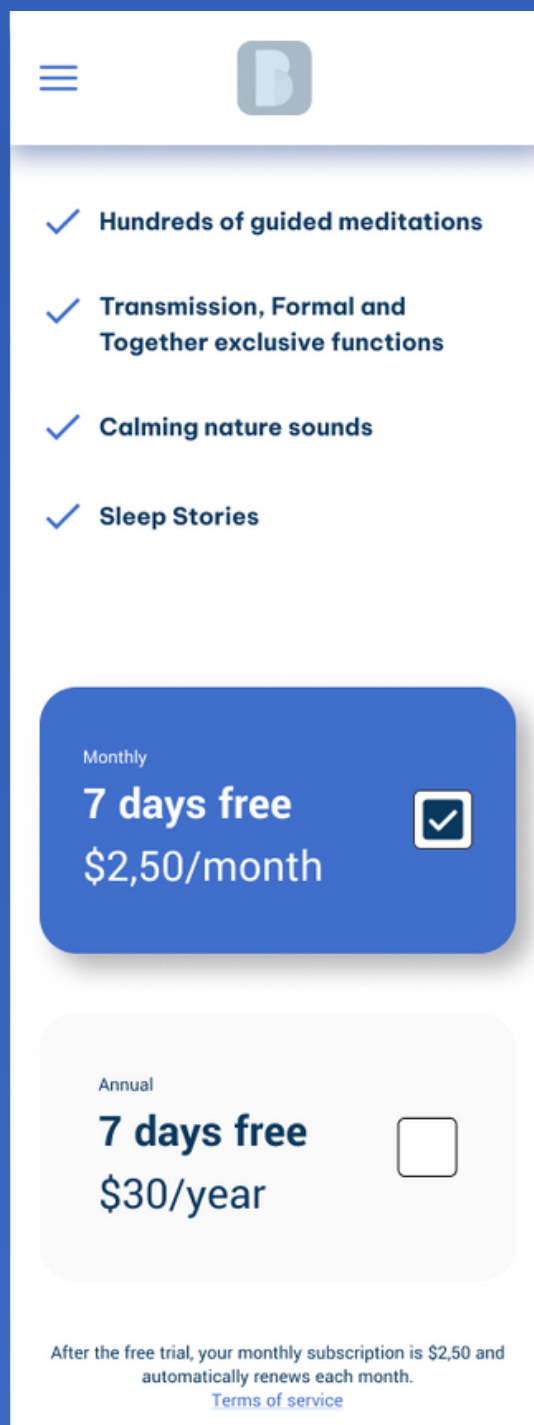 B
Hundreds of guided meditations
Transmission, Formal and
Together exclusive functions
Calming nature sounds
Sleep Stories
Monthly
7 days free
$2,50/month
Annual
7 days free
$30/year
After the free trial, your monthly subscription is $2,50 and
automatically renews each month.
Terms of service